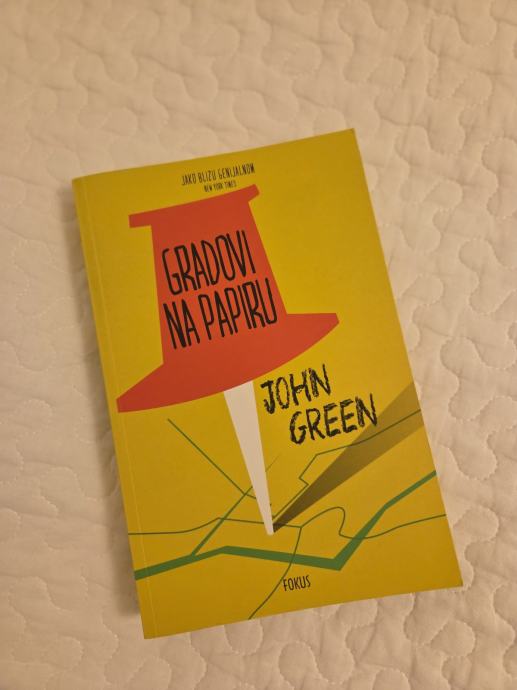 JAKO BLIZU GENIJALNOM
NEW YORK TIMES
GRADOVI
NA PAPIRU
JOHN
GREEN
FOKUS